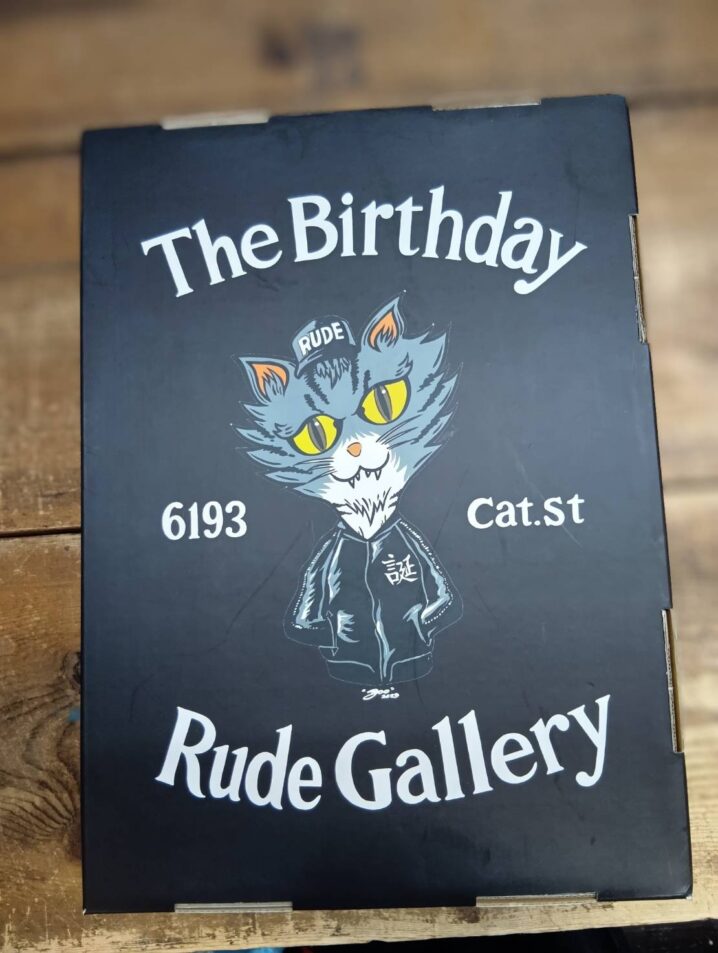 The Birthday
RUDE
6193
Cat.St
誕
Rude Gallery